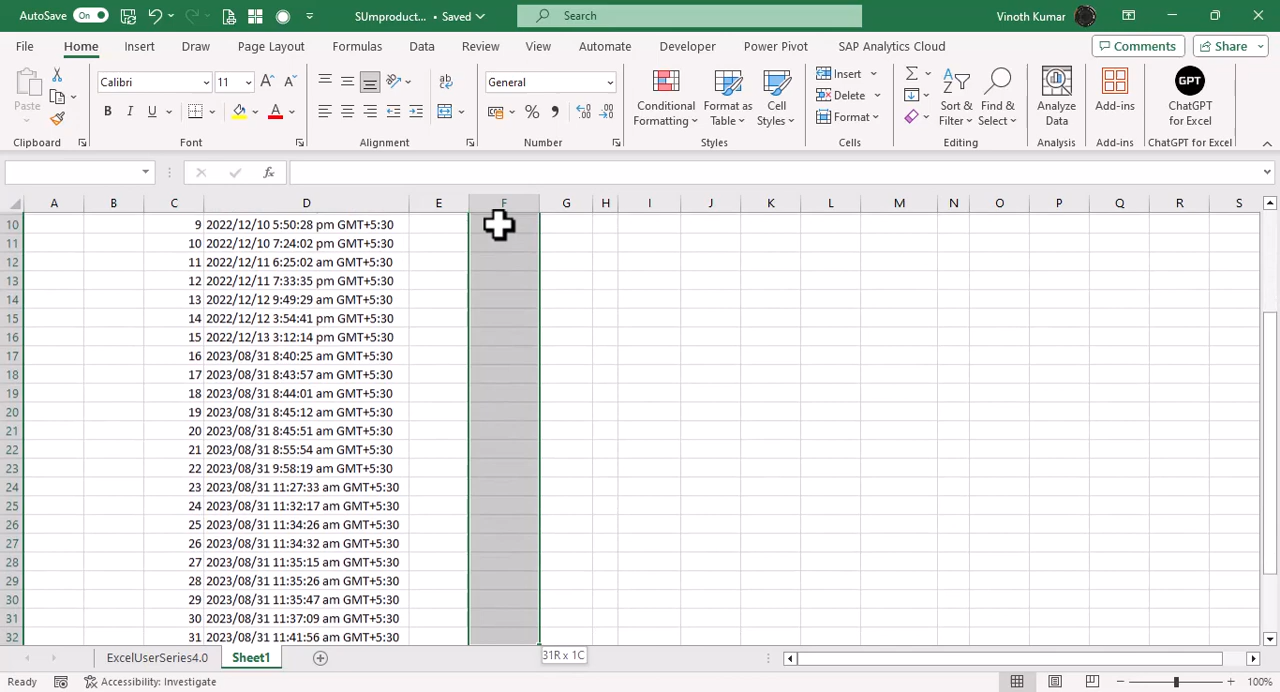 AutoSave On SUmproduct... • Saved Search Vinoth Kumar
File Home Insert Draw Page Layout Formulas Data Review View Automate Developer Power Pivot SAP Analytics Cloud Comments Share
Calibri 11 General Insert Σ GPT
Paste B I U A % Conditional Formatting Format as Table Cell Styles Delete Format Sort & Filter Find & Select Analyze Data Add-ins ChatGPT for Excel
Clipboard Font Alignment Number Styles Cells Editing Analysis Add-ins ChatGPT for Excel
fx
A B C D E F G H I J K L M N O P Q R S
10 9 2022/12/10 5:50:28 pm GMT+5:30
11 10 2022/12/10 7:24:02 pm GMT+5:30
12 11 2022/12/11 6:25:02 am GMT+5:30
13 12 2022/12/11 7:33:35 pm GMT+5:30
14 13 2022/12/12 9:49:29 am GMT+5:30
15 14 2022/12/12 3:54:41 pm GMT+5:30
16 15 2022/12/13 3:12:14 pm GMT+5:30
17 16 2023/08/31 8:40:25 am GMT+5:30
18 17 2023/08/31 8:43:57 am GMT+5:30
19 18 2023/08/31 8:44:01 am GMT+5:30
20 19 2023/08/31 8:45:12 am GMT+5:30
21 20 2023/08/31 8:45:51 am GMT+5:30
22 21 2023/08/31 8:55:54 am GMT+5:30
23 22 2023/08/31 9:58:19 am GMT+5:30
24 23 2023/08/31 11:27:33 am GMT+5:30
25 24 2023/08/31 11:32:17 am GMT+5:30
26 25 2023/08/31 11:34:26 am GMT+5:30
27 26 2023/08/31 11:34:32 am GMT+5:30
28 27 2023/08/31 11:35:15 am GMT+5:30
29 28 2023/08/31 11:35:26 am GMT+5:30
30 29 2023/08/31 11:35:47 am GMT+5:30
31 30 2023/08/31 11:37:09 am GMT+5:30
32 31 2023/08/31 11:41:56 am GMT+5:30
31R x 1C
ExcelUserSeries4.0 Sheet1
Ready Accessibility: Investigate 100%